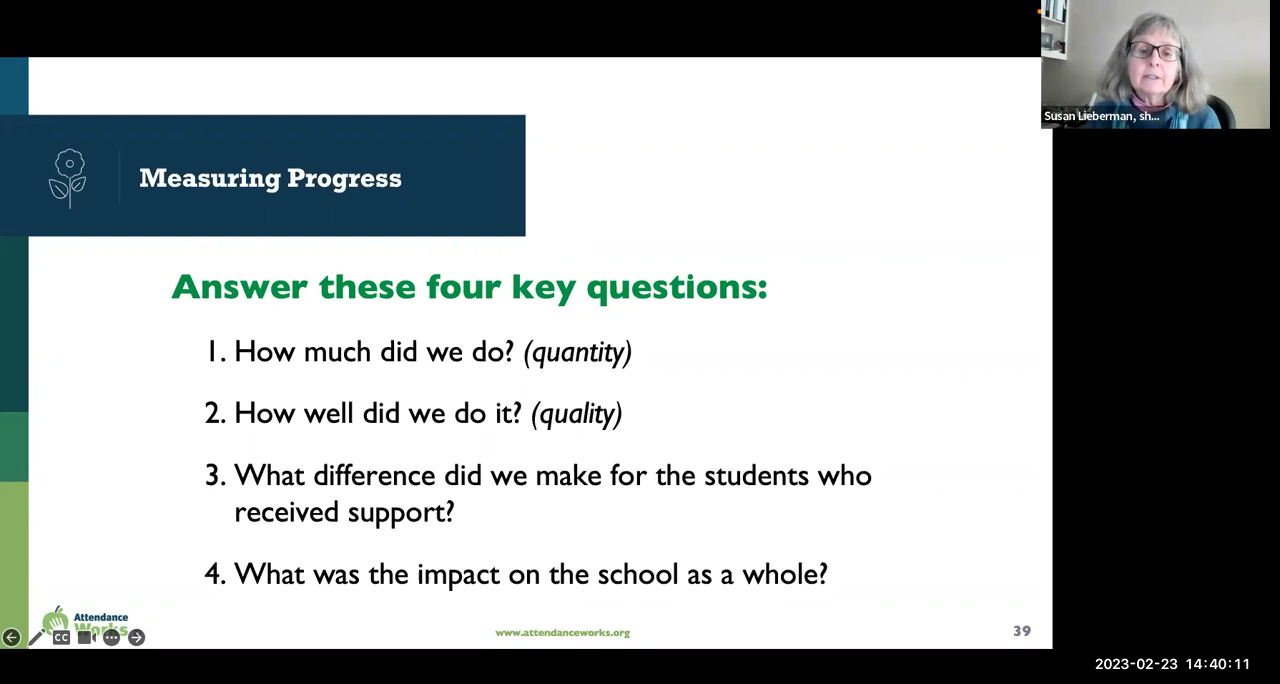 Susan Lieberman, sh...
Measuring Progress
Answer these four key questions:
1. How much did we do? (quantity)
2. How well did we do it? (quality)
3. What difference did we make for the students who
received support?
4. What was the impact on the school as a whole?
Attendance
Works
CC
www.attendanceworks.org
39
2023-02-23 14:40:11